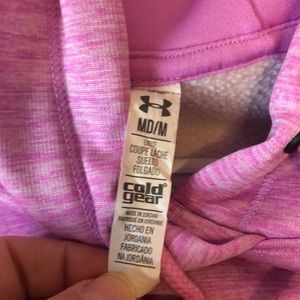 MD/M
LOOSE
COUPE LÂCHE
SUELTO
FOLGADO
cold
gear
MADE IN JORDAN
FABRIQUÉ EN JORDANIE
HECHO EN
JORDANIA
FABRICADO
NA JORDÂNIA